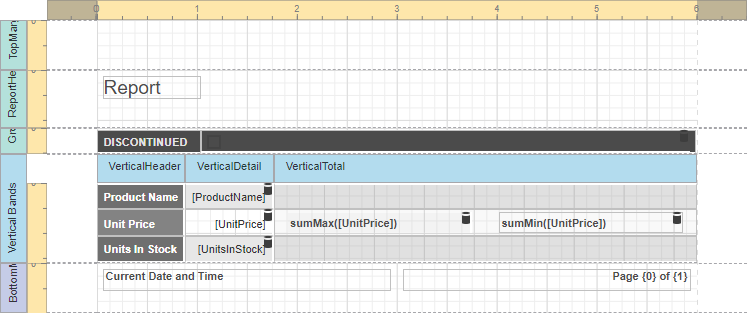 0 1 2 3 4 5 6
TopMar
Report
ReportHe
DISCONTINUED
Gr
VerticalHeader VerticalDetail VerticalTotal
Product Name [ProductName]
Unit Price [UnitPrice] sumMax([UnitPrice]) sumMin([UnitPrice])
Units In Stock [UnitsInStock]
Vertical Bands
Current Date and Time Page {0} of {1}
BottomM